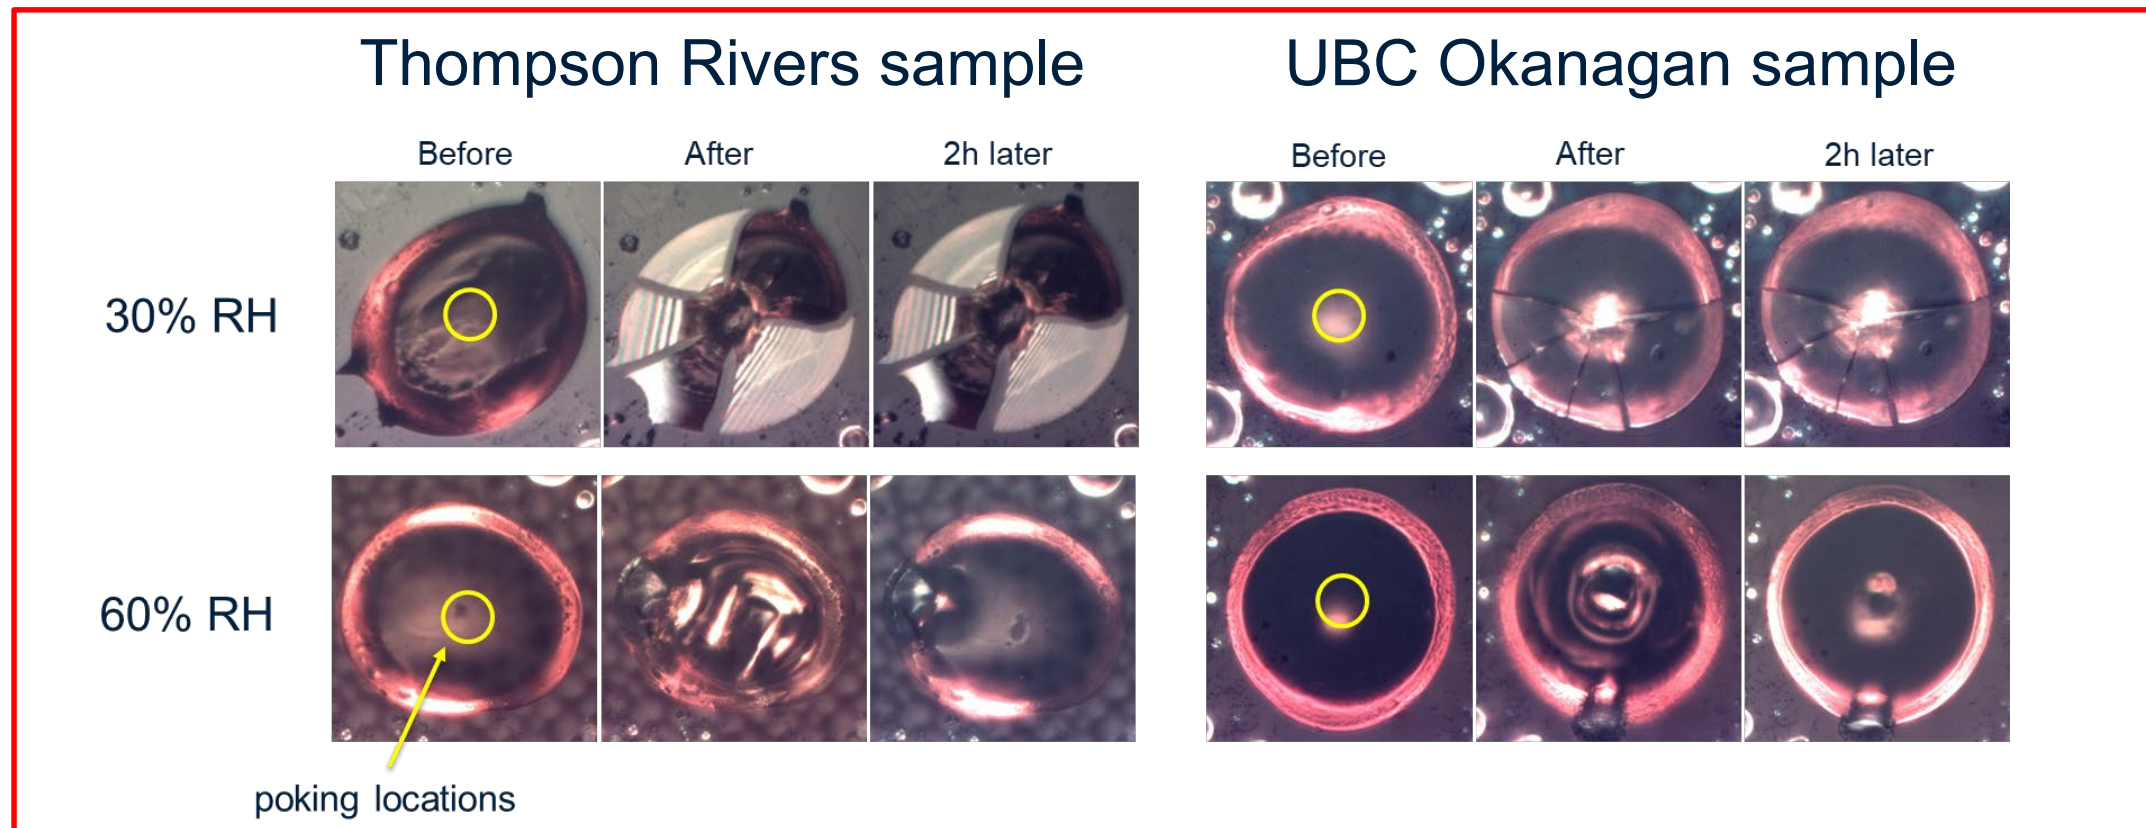 Thompson Rivers sample
UBC Okanagan sample
Before
After
2h later
Before
After
2h later
30% RH
60% RH
poking locations